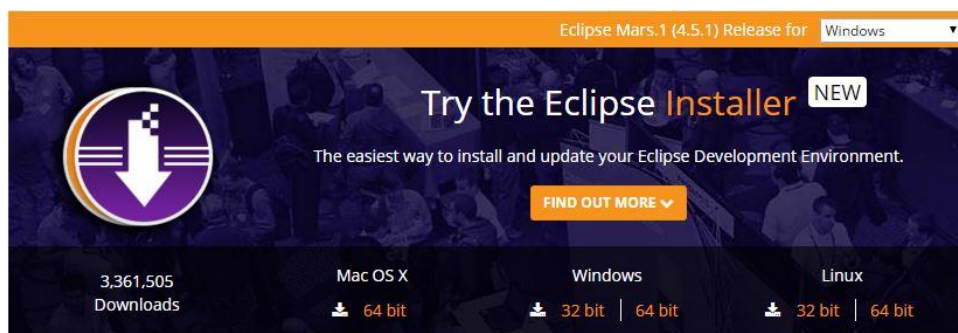 Eclipse Mars.1 (4.5.1) Release for Windows
Try the Eclipse Installer NEW
The easiest way to install and update your Eclipse Development Environment.
FIND OUT MORE
3,361,505
Downloads
Mac OS X
64 bit
Windows
32 bit | 64 bit
Linux
32 bit | 64 bit